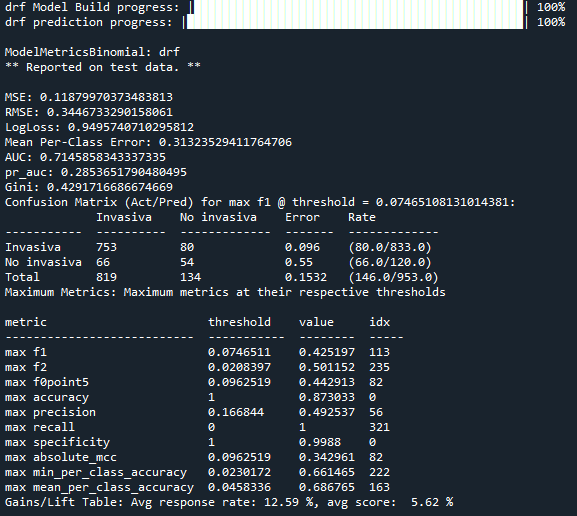 drf Model Build progress: | | 100%
drf prediction progress: | | 100%
ModelMetricsBinomial: drf
** Reported on test data. **
MSE: 0.11879970373483813
RMSE: 0.3446733290158061
LogLoss: 0.9495740710295812
Mean Per-Class Error: 0.31323529411764706
AUC: 0.7145858343337335
pr_auc: 0.2853651790480495
Gini: 0.4291716686674669
Confusion Matrix (Act/Pred) for max f1 @ threshold = 0.07465108131014381:
Invasiva No invasiva Error Rate
----------- ---------- ------------- ------- -------------
Invasiva 753 80 0.096 (80.0/833.0)
No invasiva 66 54 0.55 (66.0/120.0)
Total 819 134 0.1532 (146.0/953.0)
Maximum Metrics: Maximum metrics at their respective thresholds
metric threshold value idx
--------------------------- ----------- -------- -----
max f1 0.0746511 0.425197 113
max f2 0.0208397 0.501152 235
max f0point5 0.0962519 0.442913 82
max accuracy 1 0.873033 0
max precision 0.166844 0.492537 56
max recall 0 1 321
max specificity 1 0.9988 0
max absolute_mcc 0.0962519 0.342961 82
max min_per_class_accuracy 0.0230172 0.661465 222
max mean_per_class_accuracy 0.0458336 0.686765 163
Gains/Lift Table: Avg response rate: 12.59 %, avg score: 5.62 %